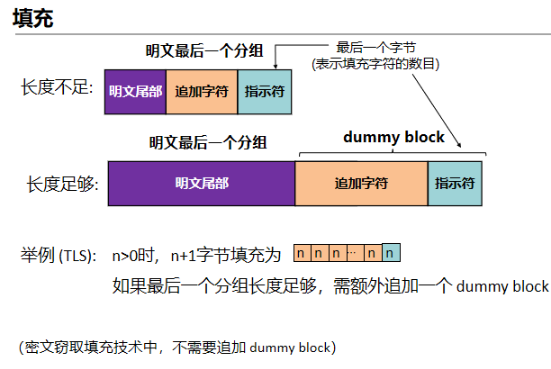 填充
明文最后一个分组
最后一个字节
(表示填充字符的数目)
长度不足:
明文尾部 追加字符 指示符
明文最后一个分组
dummy block
长度足够:
明文尾部 追加字符 指示符
举例 (TLS): n>0时，n+1字节填充为 n n n ... n n
如果最后一个分组长度足够，需额外追加一个 dummy block
（密文窃取填充技术中，不需要追加 dummy block）